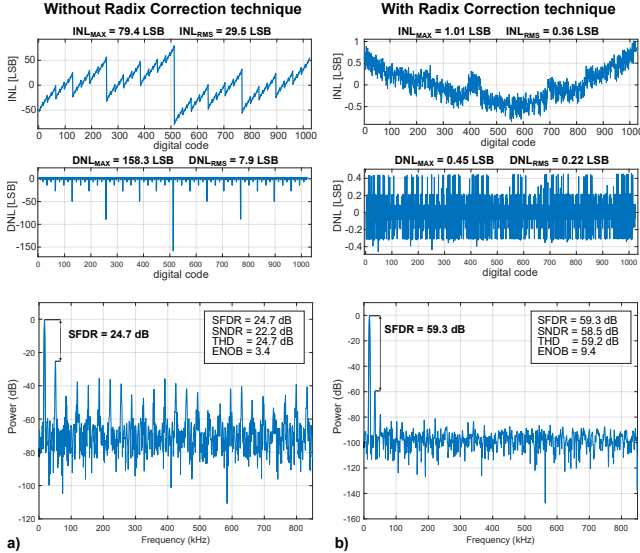 Without Radix Correction technique
INL_MAX = 79.4 LSB INL_RMS = 29.5 LSB
INL [LSB]
50
0
-50
0 100 200 300 400 500 600 700 800 900 1000
digital code
DNL_MAX = 158.3 LSB DNL_RMS = 7.9 LSB
DNL [LSB]
0
-50
-100
-150
0 100 200 300 400 500 600 700 800 900 1000
digital code
SFDR = 24.7 dB
SFDR = 24.7 dB
SNDR = 22.2 dB
THD = 24.7 dB
ENOB = 3.4
Power (dB)
0
-20
-40
-60
-80
-100
-120
0 100 200 300 400 500 600 700 800
Frequency (kHz)
a)
With Radix Correction technique
INL_MAX = 1.01 LSB INL_RMS = 0.36 LSB
INL [LSB]
1
0.5
0
-0.5
0 100 200 300 400 500 600 700 800 900 1000
digital code
DNL_MAX = 0.45 LSB DNL_RMS = 0.22 LSB
DNL [LSB]
0.4
0.2
0
-0.2
-0.4
0 100 200 300 400 500 600 700 800 900 1000
digital code
SFDR = 59.3 dB
SFDR = 59.3 dB
SNDR = 58.5 dB
THD = 59.2 dB
ENOB = 9.4
Power (dB)
0
-20
-40
-60
-80
-100
-120
-140
-160
0 100 200 300 400 500 600 700 800
Frequency (kHz)
b)